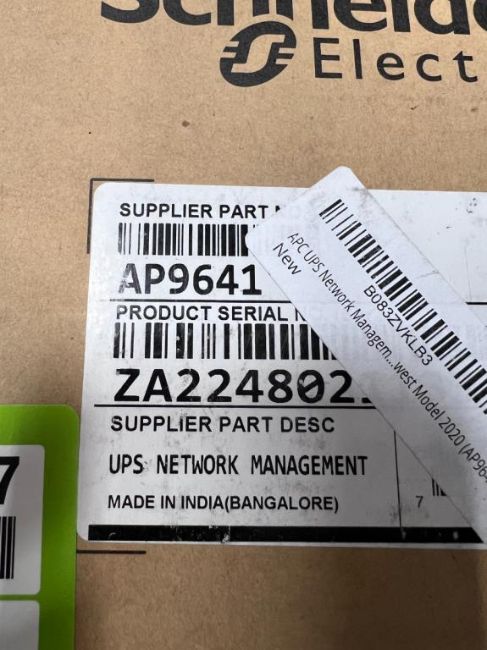 Schneide
Elect
SUPPLIER PART N
AP9641
PRODUCT SERIAL N
ZA224802
SUPPLIER PART DESC
UPS NETWORK MANAGEMENT
MADE IN INDIA(BANGALORE)
7
B083ZVKLB3
APC UPS Network Managem...west Model 2020 (AP96
New
7